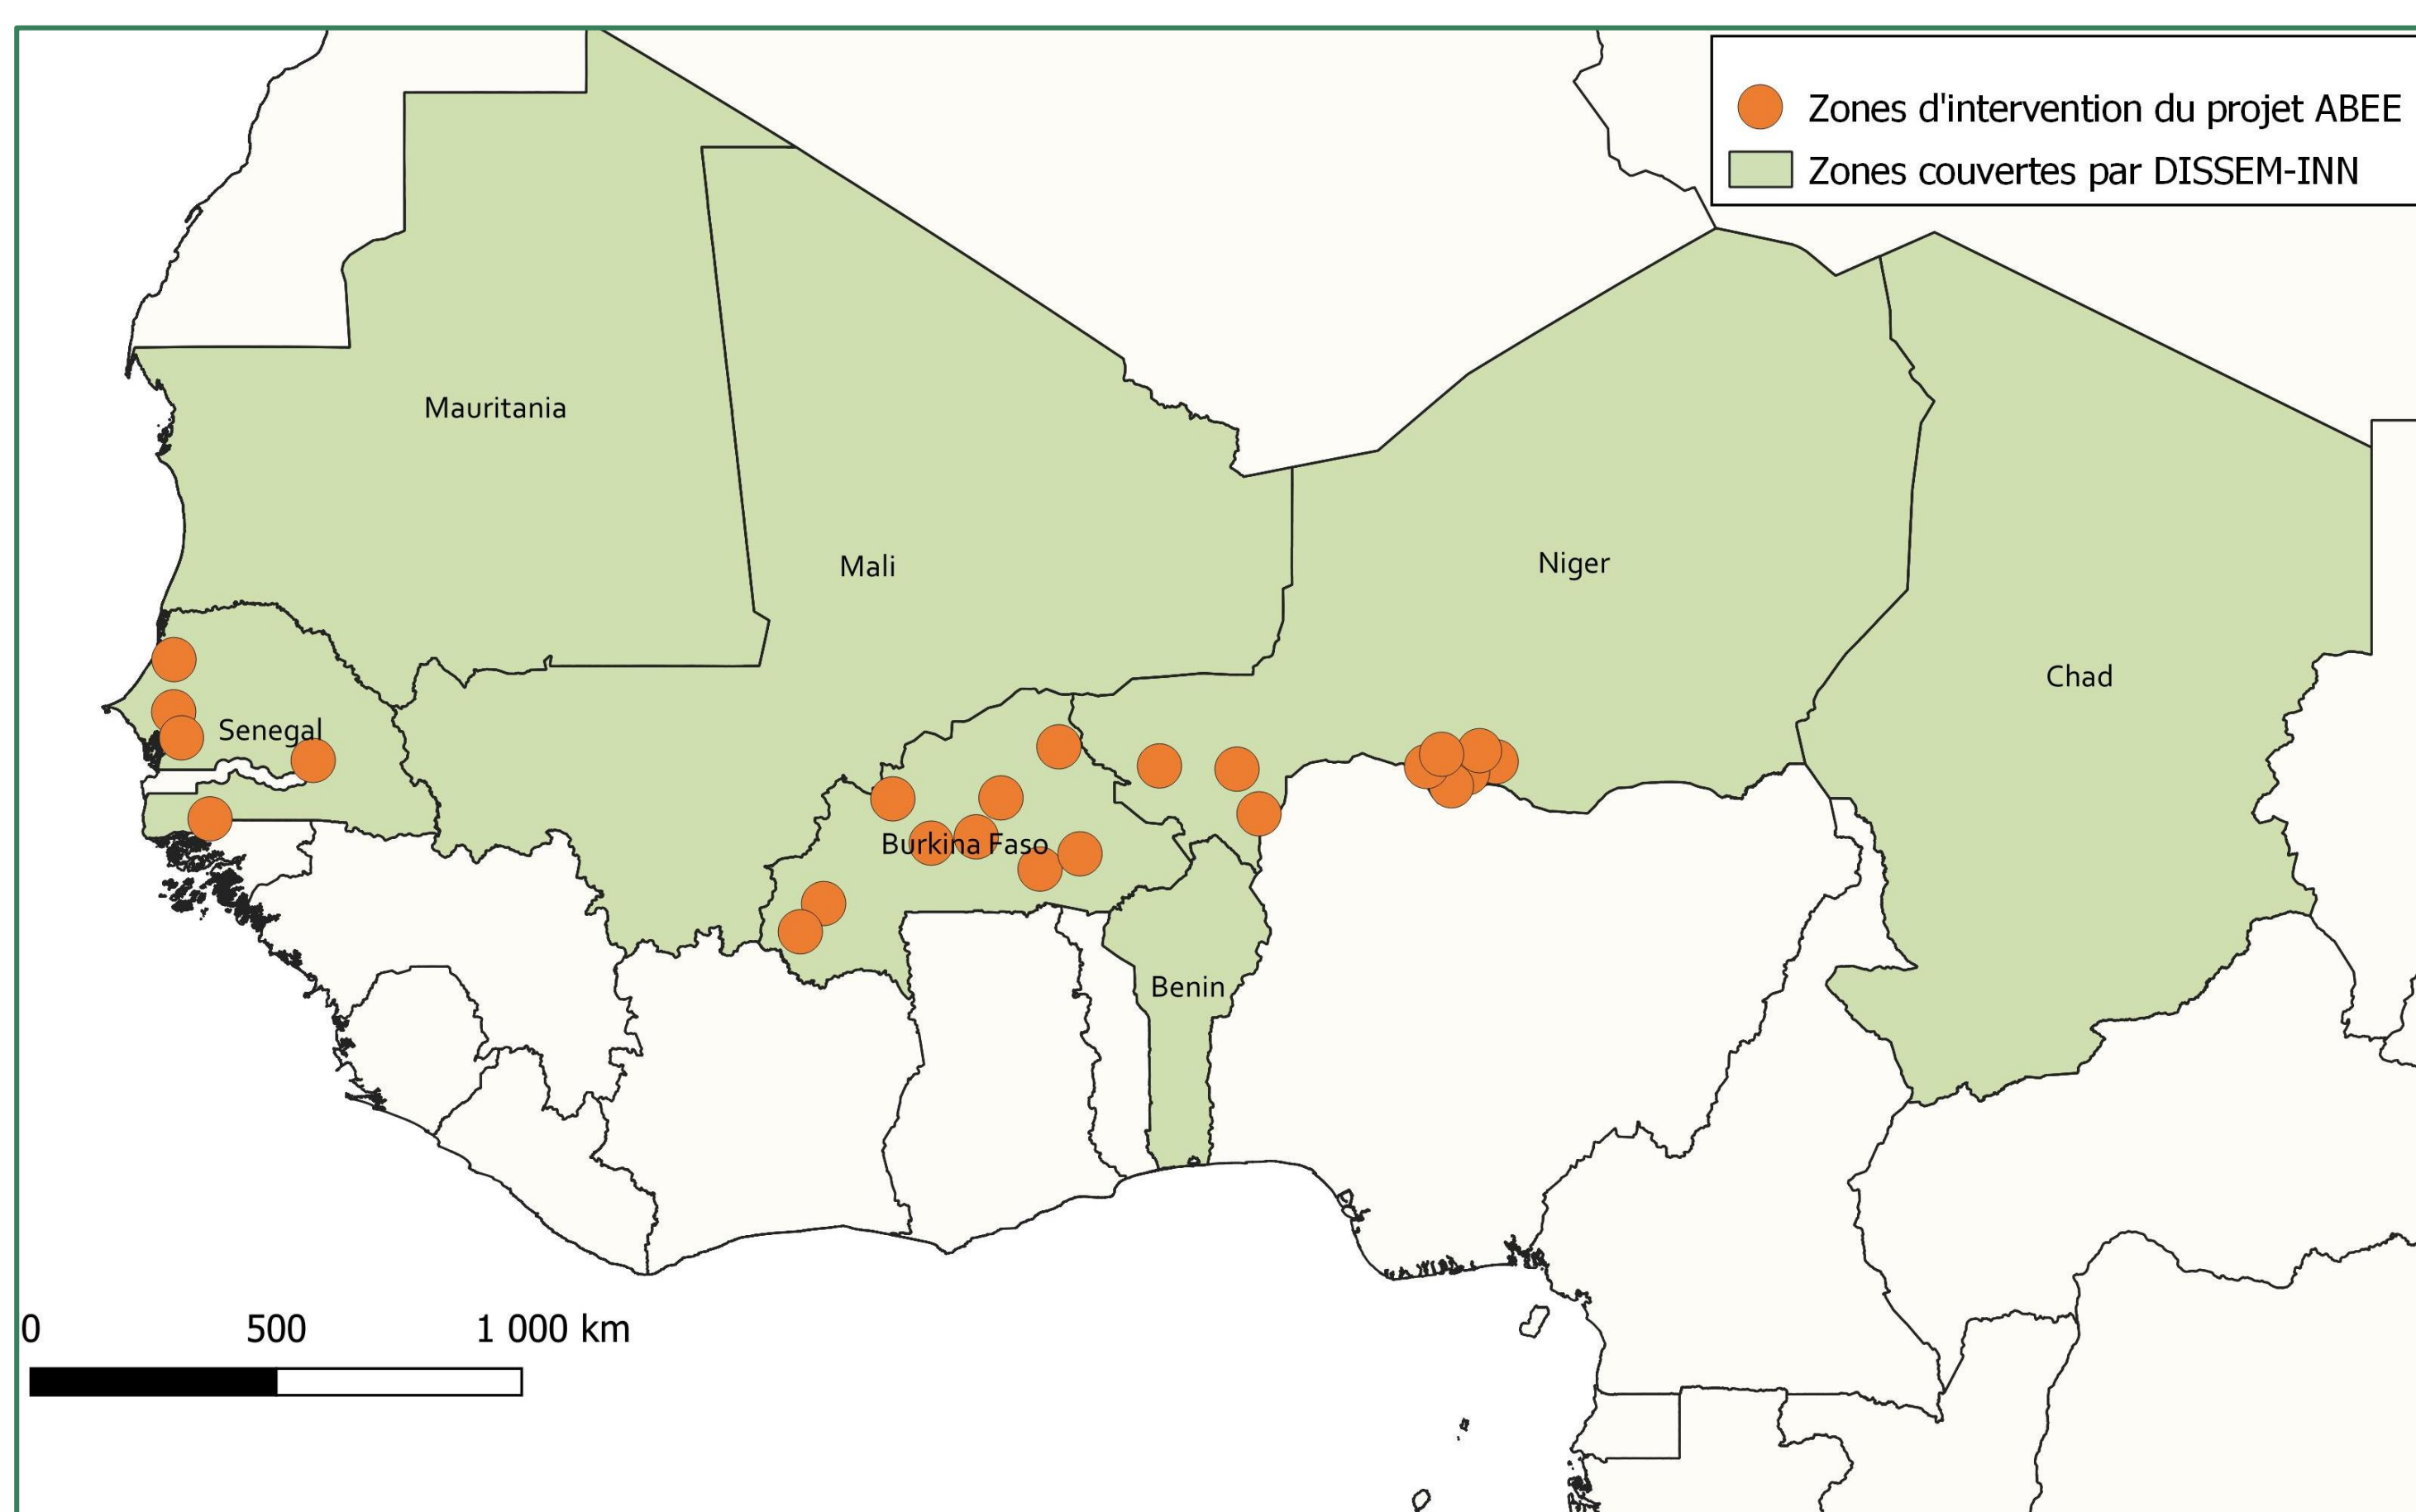 Zones d'intervention du projet ABEE
Zones couvertes par DISSEM-INN
Mauritania
Mali
Niger
Chad
Senegal
Burkina Faso
Benin
0 500 1 000 km